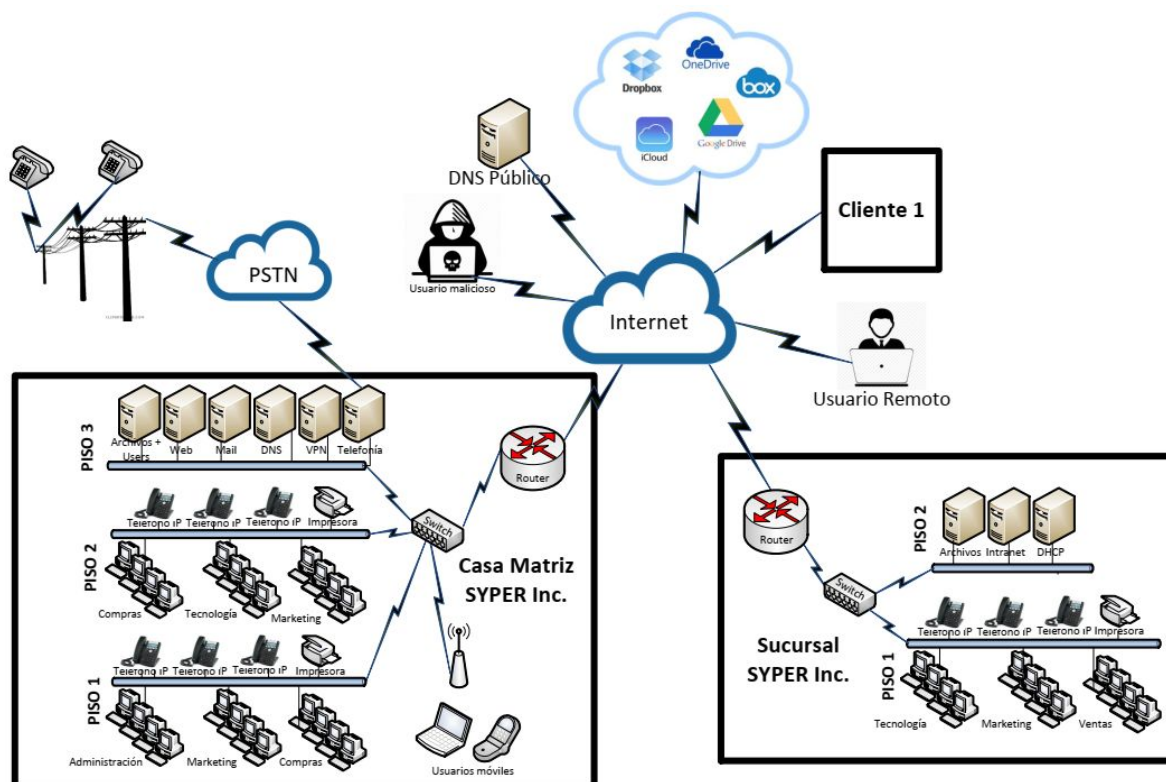 OneDrive
Dropbox
box
iCloud
Google Drive
DNS Público
Cliente 1
PSTN
Usuario malicioso
Internet
Usuario Remoto
PISO 3
Archivos +
Users
Web
Mail
DNS
VPN
Telefonía
Router
Switch
PISO 2
Teléfono IP
Teléfono IP
Teléfono IP
Impresora
Compras
Tecnología
Marketing
Casa Matriz
SYPER Inc.
PISO 1
Teléfono IP
Teléfono IP
Teléfono IP
Impresora
Administración
Marketing
Compras
Usuarios móviles
Router
Switch
PISO 2
Archivos
Intranet
DHCP
Sucursal
SYPER Inc.
PISO 1
Teléfono IP
Teléfono IP
Teléfono IP
Impresora
Tecnología
Marketing
Ventas